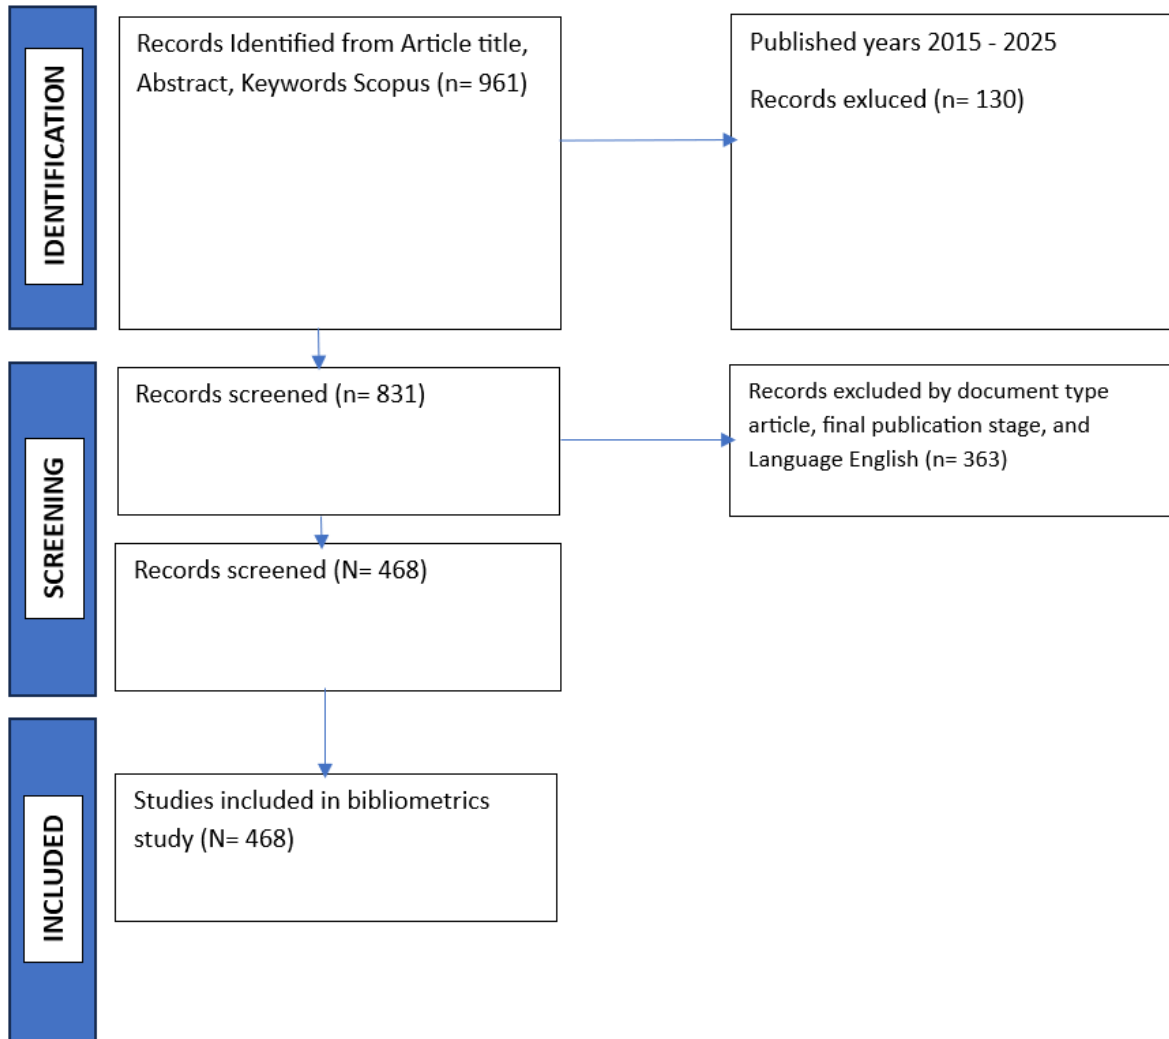 IDENTIFICATION
Records Identified from Article title,
Abstract, Keywords Scopus (n= 961)
Published years 2015 - 2025
Records exluced (n= 130)
SCREENING
Records screened (n= 831)
Records excluded by document type
article, final publication stage, and
Language English (n= 363)
Records screened (N= 468)
INCLUDED
Studies included in bibliometrics
study (N= 468)